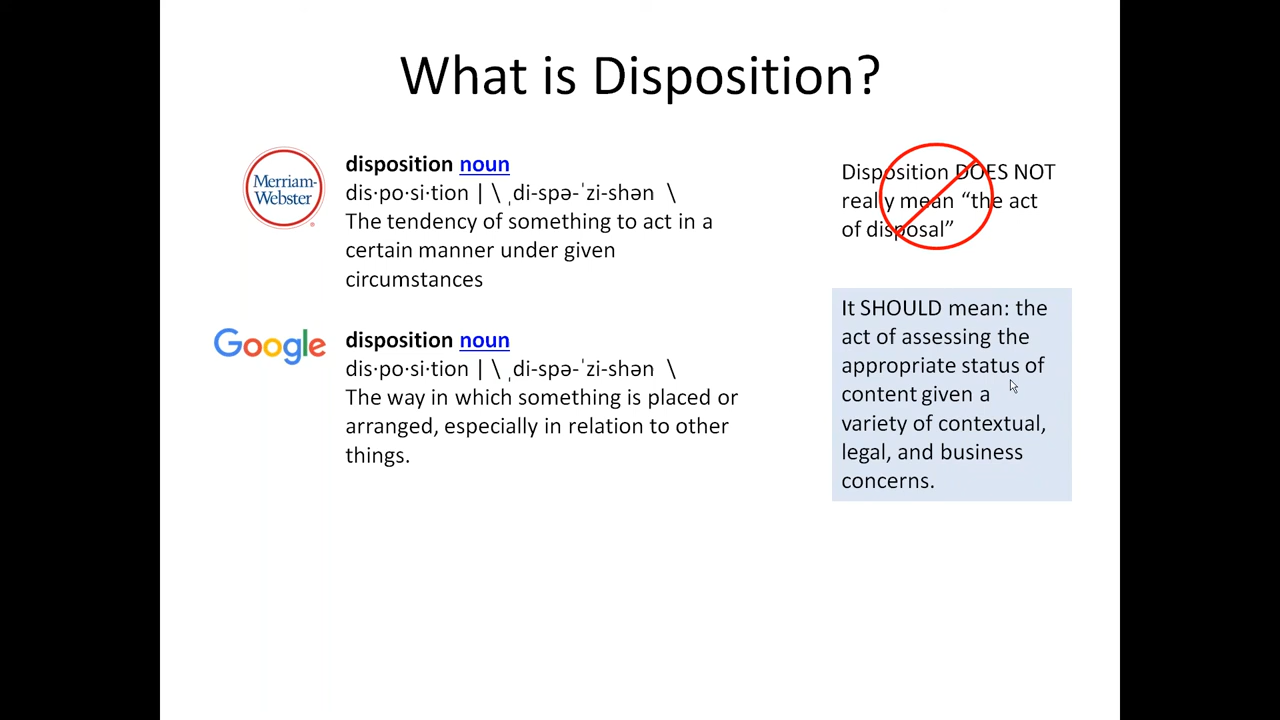 What is Disposition?
Merriam-
Webster
disposition noun
dis·po·si·tion | \ ˌdi-spə-ˈzi-shən \
The tendency of something to act in a
certain manner under given
circumstances
Google
disposition noun
dis·po·si·tion | \ ˌdi-spə-ˈzi-shən \
The way in which something is placed or
arranged, especially in relation to other
things.
Disposition DOES NOT
really mean “the act
of disposal”
It SHOULD mean: the
act of assessing the
appropriate status of
content given a
variety of contextual,
legal, and business
concerns.